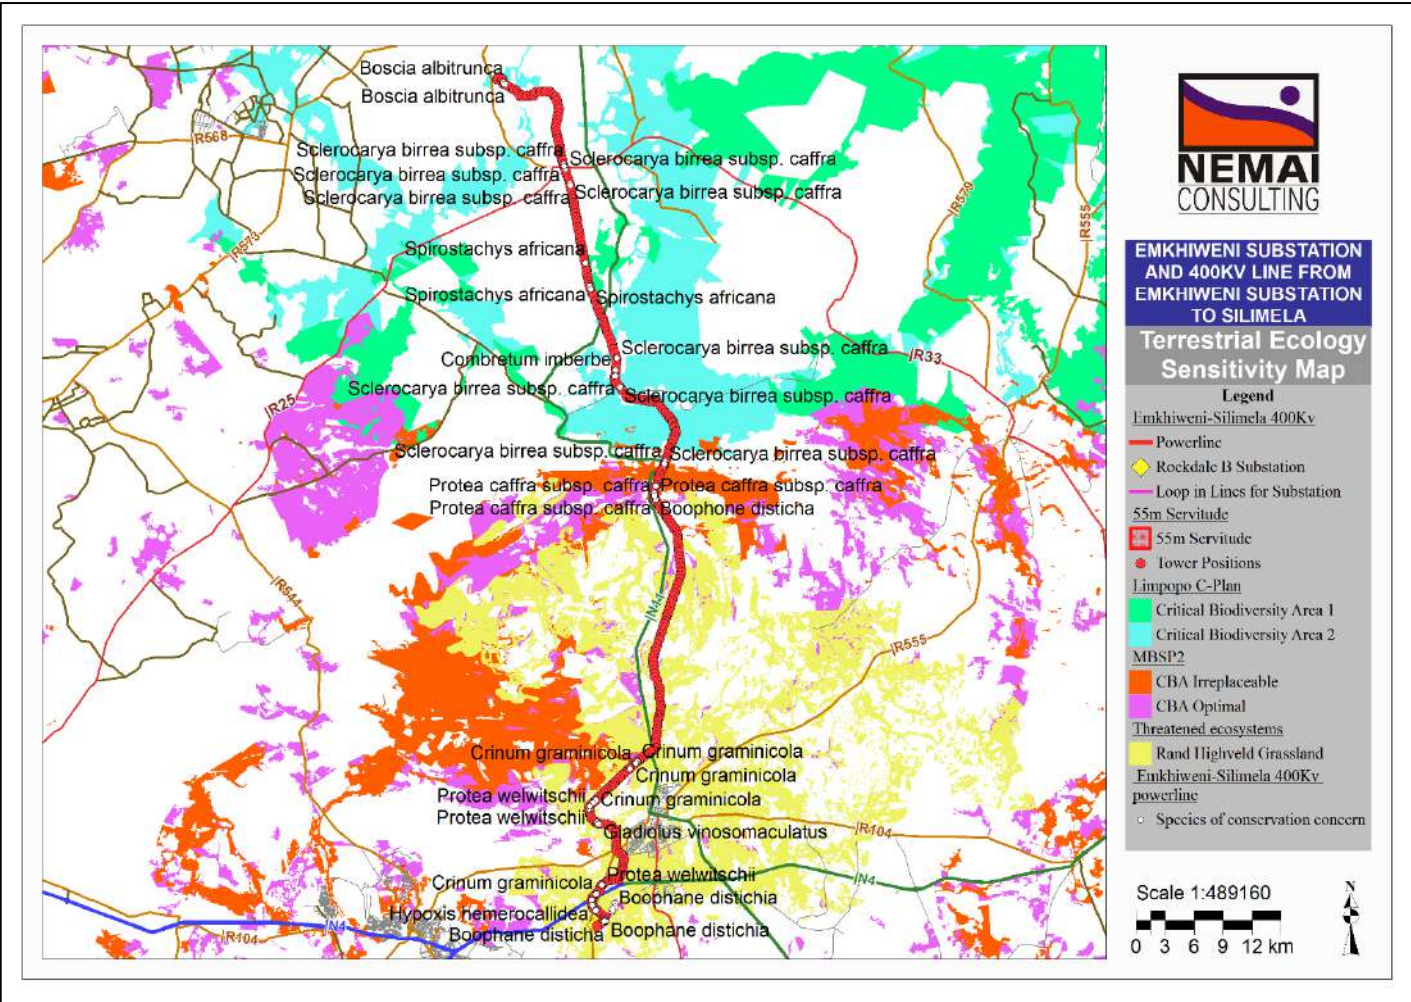 Boscia albitrunca
Boscia albitrunca
R568
Sclerocarya birrea subsp. caffra
Sclerocarya birrea subsp. caffra
Sclerocarya birrea subsp. caffra
Sclerocarya birrea subsp. caffra
Sclerocarya birrea subsp. caffra
R579
R555
R573
Spirostachys africana
Spirostachys africana
Spirostachys africana
Sclerocarya birrea subsp. caffra
Combretum imberbe
R33
Sclerocarya birrea subsp. caffra
Sclerocarya birrea subsp. caffra
R25
Sclerocarya birrea subsp. caffra
Sclerocarya birrea subsp. caffra
Protea caffra subsp. caffra
Protea caffra subsp. caffra
Protea caffra subsp. caffra
Boophone disticha
R544
N11
R555
Crinum graminicola
Crinum graminicola
Crinum graminicola
Protea welwitschii
Crinum graminicola
Protea welwitschii
Gladiolus vinosomaculatus
R104
Protea welwitschii
Crinum graminicola
N4
Boophane distichia
Hypoxis hemerocallidea
N4
Boophane disticha
Boophane distichia
R104
NEMAI
CONSULTING
EMKHIWENI SUBSTATION
AND 400KV LINE FROM
EMKHIWENI SUBSTATION
TO SILIMELA
Terrestrial Ecology
Sensitivity Map
Legend
Emkhiweni-Silimela 400Kv
Powerline
Rockdale B Substation
Loop in Lines for Substation
55m Servitude
55m Servitude
Tower Positions
Limpopo C-Plan
Critical Biodiversity Area 1
Critical Biodiversity Area 2
MBSP2
CBA Irreplaceable
CBA Optimal
Threatened ecosystems
Rand Highveld Grassland
Emkhiweni-Silimela 400Kv
powerline
Species of conservation concern
Scale 1:489160
N
0 3 6 9 12 km